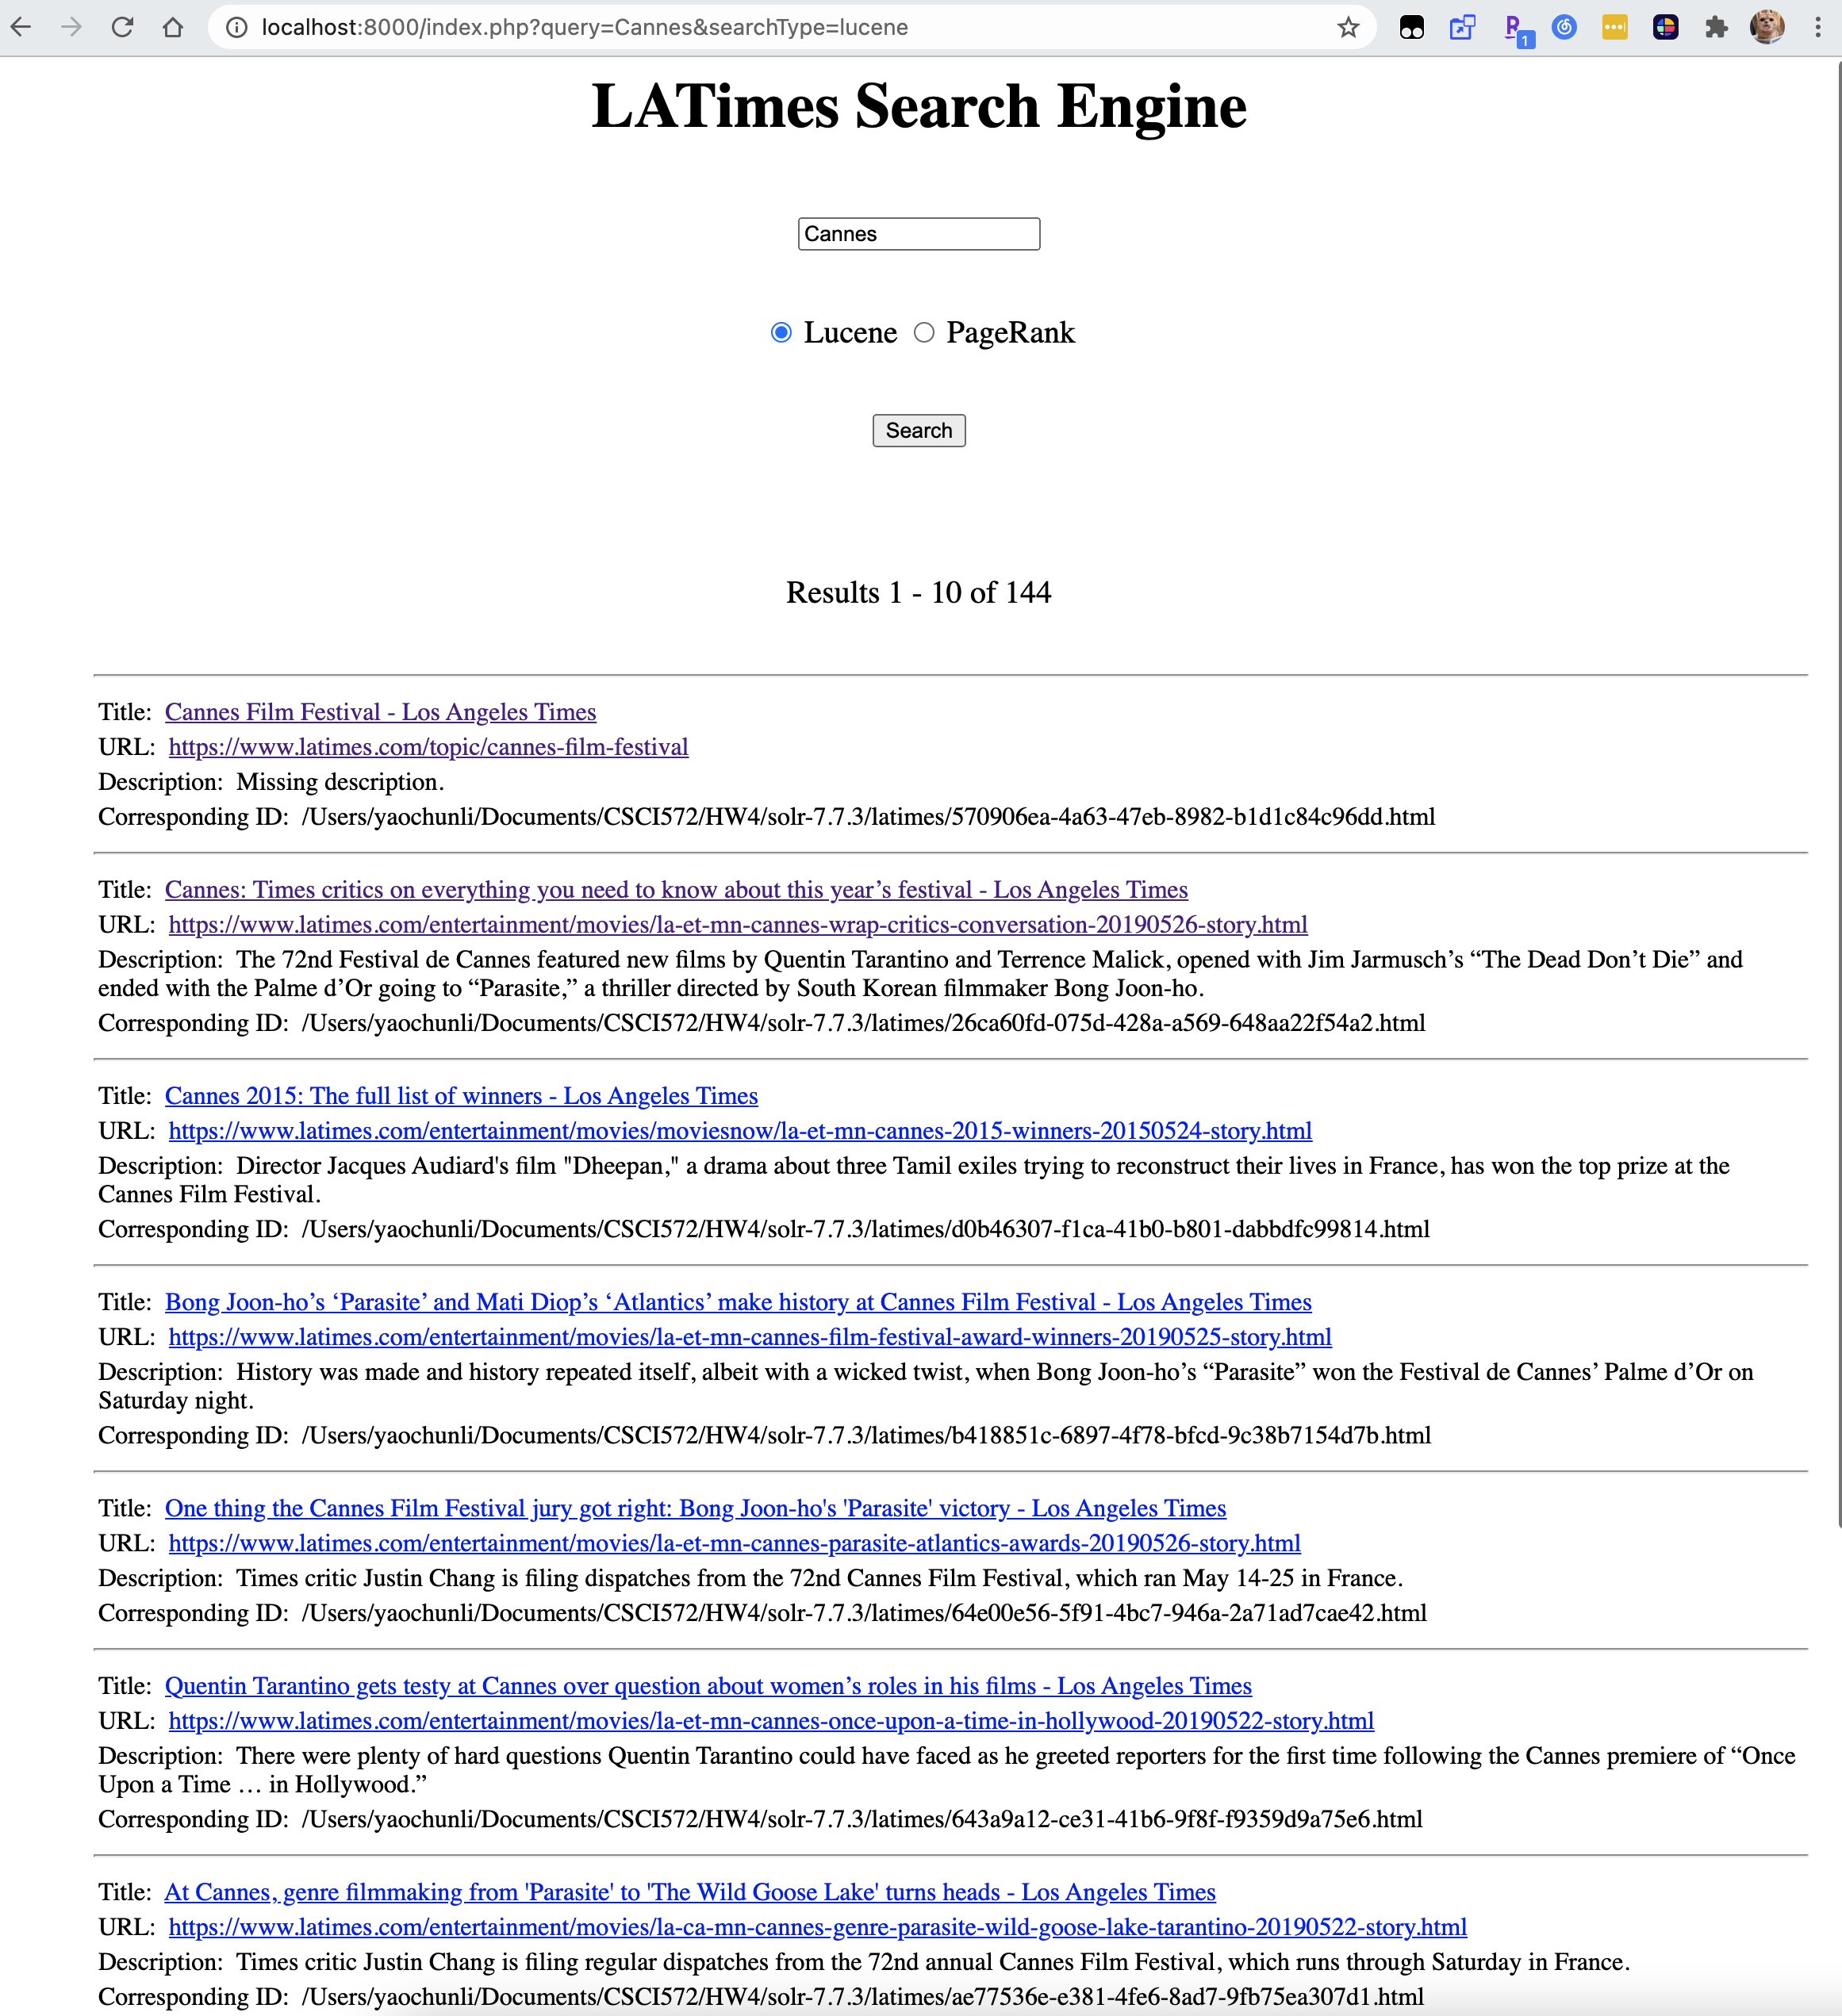 localhost:8000/index.php?query=Cannes&searchType=lucene
1
LATimes Search Engine
Cannes
Lucene PageRank
Search
Results 1 - 10 of 144
Title: Cannes Film Festival - Los Angeles Times
URL: https://www.latimes.com/topic/cannes-film-festival
Description: Missing description.
Corresponding ID: /Users/yaochunli/Documents/CSCI572/HW4/solr-7.7.3/latimes/570906ea-4a63-47eb-8982-b1d1c84c96dd.html
Title: Cannes: Times critics on everything you need to know about this year’s festival - Los Angeles Times
URL: https://www.latimes.com/entertainment/movies/la-et-mn-cannes-wrap-critics-conversation-20190526-story.html
Description: The 72nd Festival de Cannes featured new films by Quentin Tarantino and Terrence Malick, opened with Jim Jarmusch’s “The Dead Don’t Die” and
ended with the Palme d’Or going to “Parasite,” a thriller directed by South Korean filmmaker Bong Joon-ho.
Corresponding ID: /Users/yaochunli/Documents/CSCI572/HW4/solr-7.7.3/latimes/26ca60fd-075d-428a-a569-648aa22f54a2.html
Title: Cannes 2015: The full list of winners - Los Angeles Times
URL: https://www.latimes.com/entertainment/movies/moviesnow/la-et-mn-cannes-2015-winners-20150524-story.html
Description: Director Jacques Audiard's film "Dheepan," a drama about three Tamil exiles trying to reconstruct their lives in France, has won the top prize at the
Cannes Film Festival.
Corresponding ID: /Users/yaochunli/Documents/CSCI572/HW4/solr-7.7.3/latimes/d0b46307-f1ca-41b0-b801-dabbdfc99814.html
Title: Bong Joon-ho’s ‘Parasite’ and Mati Diop’s ‘Atlantics’ make history at Cannes Film Festival - Los Angeles Times
URL: https://www.latimes.com/entertainment/movies/la-et-mn-cannes-film-festival-award-winners-20190525-story.html
Description: History was made and history repeated itself, albeit with a wicked twist, when Bong Joon-ho’s “Parasite” won the Festival de Cannes’ Palme d’Or on
Saturday night.
Corresponding ID: /Users/yaochunli/Documents/CSCI572/HW4/solr-7.7.3/latimes/b418851c-6897-4f78-bfcd-9c38b7154d7b.html
Title: One thing the Cannes Film Festival jury got right: Bong Joon-ho's 'Parasite' victory - Los Angeles Times
URL: https://www.latimes.com/entertainment/movies/la-et-mn-cannes-parasite-atlantics-awards-20190526-story.html
Description: Times critic Justin Chang is filing dispatches from the 72nd Cannes Film Festival, which ran May 14-25 in France.
Corresponding ID: /Users/yaochunli/Documents/CSCI572/HW4/solr-7.7.3/latimes/64e00e56-5f91-4bc7-946a-2a71ad7cae42.html
Title: Quentin Tarantino gets testy at Cannes over question about women’s roles in his films - Los Angeles Times
URL: https://www.latimes.com/entertainment/movies/la-et-mn-cannes-once-upon-a-time-in-hollywood-20190522-story.html
Description: There were plenty of hard questions Quentin Tarantino could have faced as he greeted reporters for the first time following the Cannes premiere of “Once
Upon a Time … in Hollywood.”
Corresponding ID: /Users/yaochunli/Documents/CSCI572/HW4/solr-7.7.3/latimes/643a9a12-ce31-41b6-9f8f-f9359d9a75e6.html
Title: At Cannes, genre filmmaking from 'Parasite' to 'The Wild Goose Lake' turns heads - Los Angeles Times
URL: https://www.latimes.com/entertainment/movies/la-ca-mn-cannes-genre-parasite-wild-goose-lake-tarantino-20190522-story.html
Description: Times critic Justin Chang is filing regular dispatches from the 72nd annual Cannes Film Festival, which runs through Saturday in France.
Corresponding ID: /Users/yaochunli/Documents/CSCI572/HW4/solr-7.7.3/latimes/ae77536e-e381-4fe6-8ad7-9fb75ea307d1.html